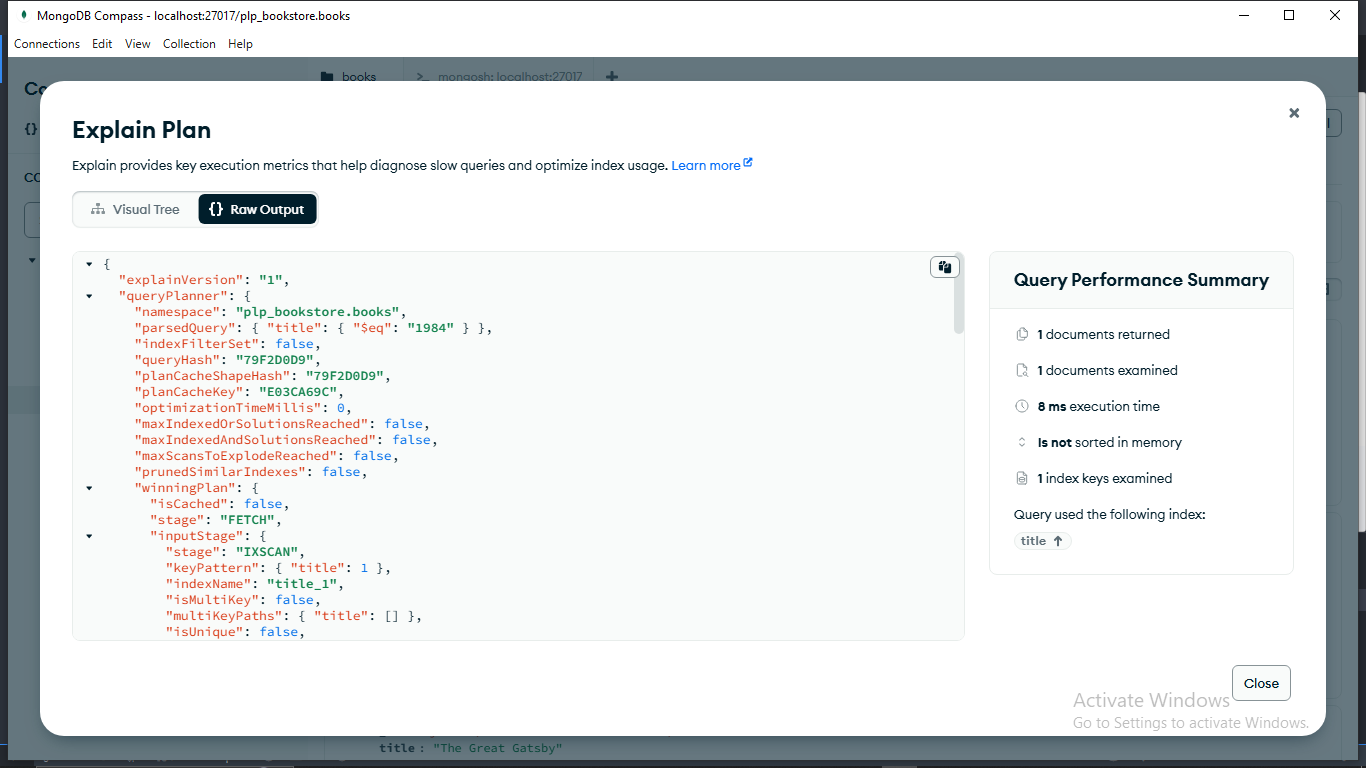 MongoDB Compass - localhost:27017/plp_bookstore.books
Connections Edit View Collection Help
books >_ mongosh: localhost:27017
Explain Plan
Explain provides key execution metrics that help diagnose slow queries and optimize index usage. Learn more
Visual Tree {} Raw Output
{
"explainVersion": "1",
"queryPlanner": {
"namespace": "plp_bookstore.books",
"parsedQuery": { "title": { "$eq": "1984" } },
"indexFilterSet": false,
"queryHash": "79F2D0D9",
"planCacheShapeHash": "79F2D0D9",
"planCacheKey": "E03CA69C",
"optimizationTimeMillis": 0,
"maxIndexedOrSolutionsReached": false,
"maxIndexedAndSolutionsReached": false,
"maxScansToExplodeReached": false,
"prunedSimilarIndexes": false,
"winningPlan": {
"isCached": false,
"stage": "FETCH",
"inputStage": {
"stage": "IXSCAN",
"keyPattern": { "title": 1 },
"indexName": "title_1",
"isMultiKey": false,
"multiKeyPaths": { "title": [] },
"isUnique": false,
Query Performance Summary
1 documents returned
1 documents examined
8 ms execution time
Is not sorted in memory
1 index keys examined
Query used the following index:
title ↑
Close
Activate Windows
Go to Settings to activate Windows.
title : "The Great Gatsby"